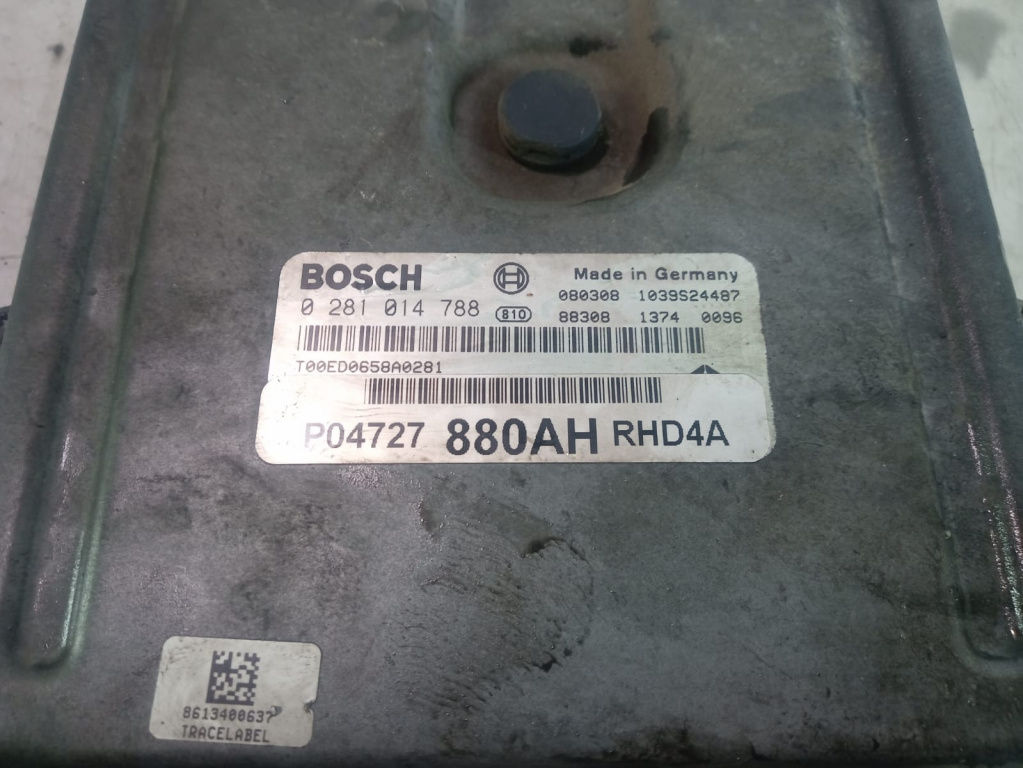 BOSCH
Made in Germany
0 281 014 788
810
080308 1039S24487
88308 1374 0096
T00ED0658A0281
P04727 880AH RHD4A
8613400637
TRACELABEL